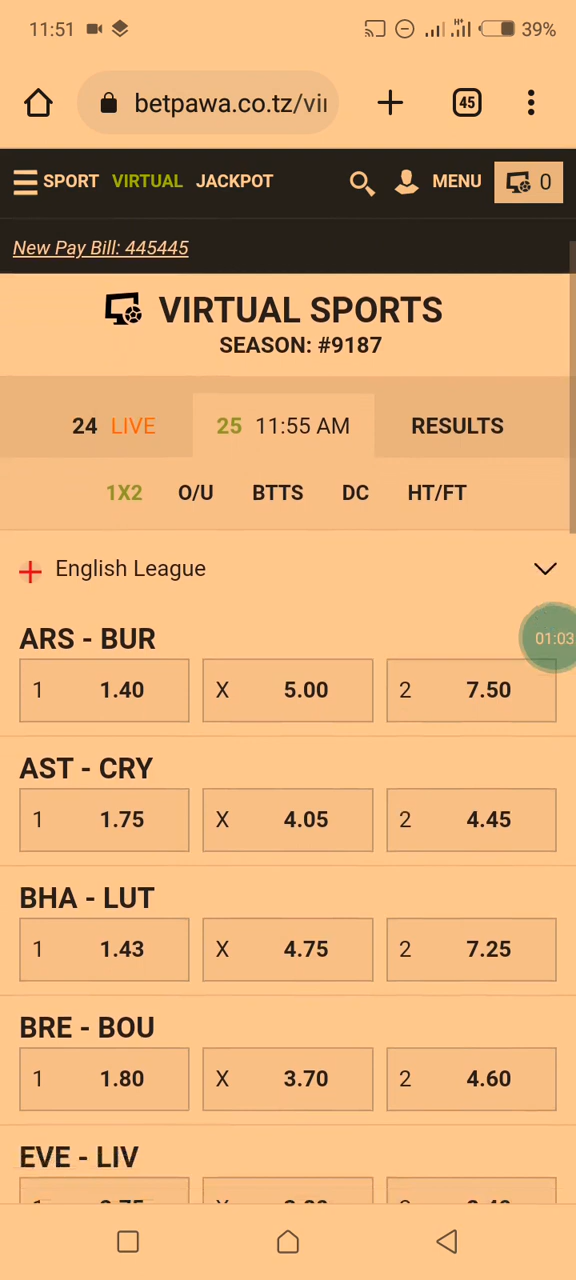 11:51 39%
betpawa.co.tz/vii 45
SPORT VIRTUAL JACKPOT MENU 0
New Pay Bill: 445445
VIRTUAL SPORTS
SEASON: #9187
24 LIVE 25 11:55 AM RESULTS
1X2 O/U BTTS DC HT/FT
English League
ARS - BUR
01:03
1 1.40 X 5.00 2 7.50
AST - CRY
1 1.75 X 4.05 2 4.45
BHA - LUT
1 1.43 X 4.75 2 7.25
BRE - BOU
1 1.80 X 3.70 2 4.60
EVE - LIV